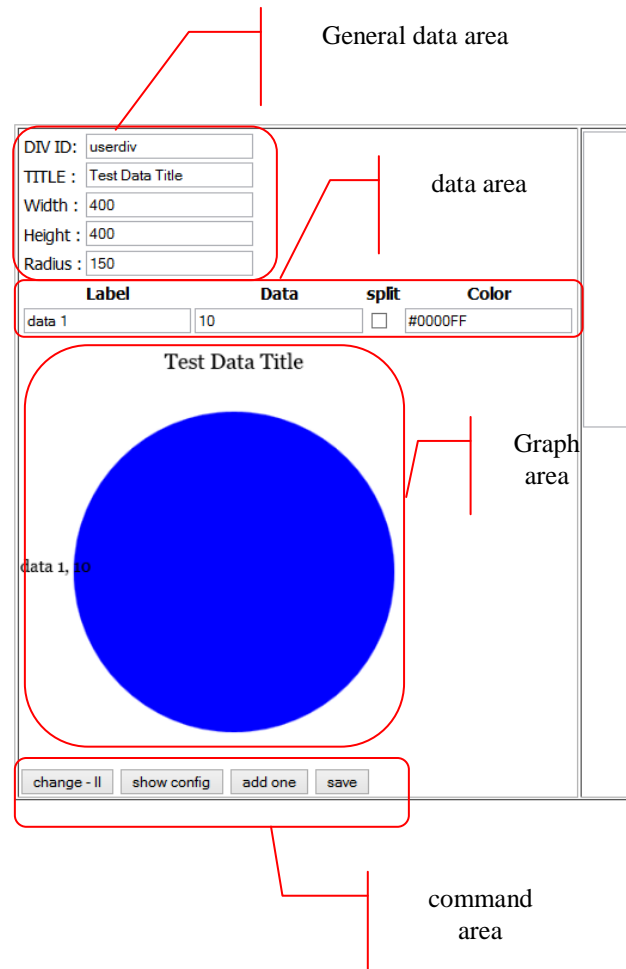 General data area
DIV ID: userdiv
TITLE : Test Data Title
data area
Width : 400
Height : 400
Radius : 150
Label Data split Color
data 1 10 #0000FF
Test Data Title
Graph
area
data 1, 10
change - II show config add one save
command
area